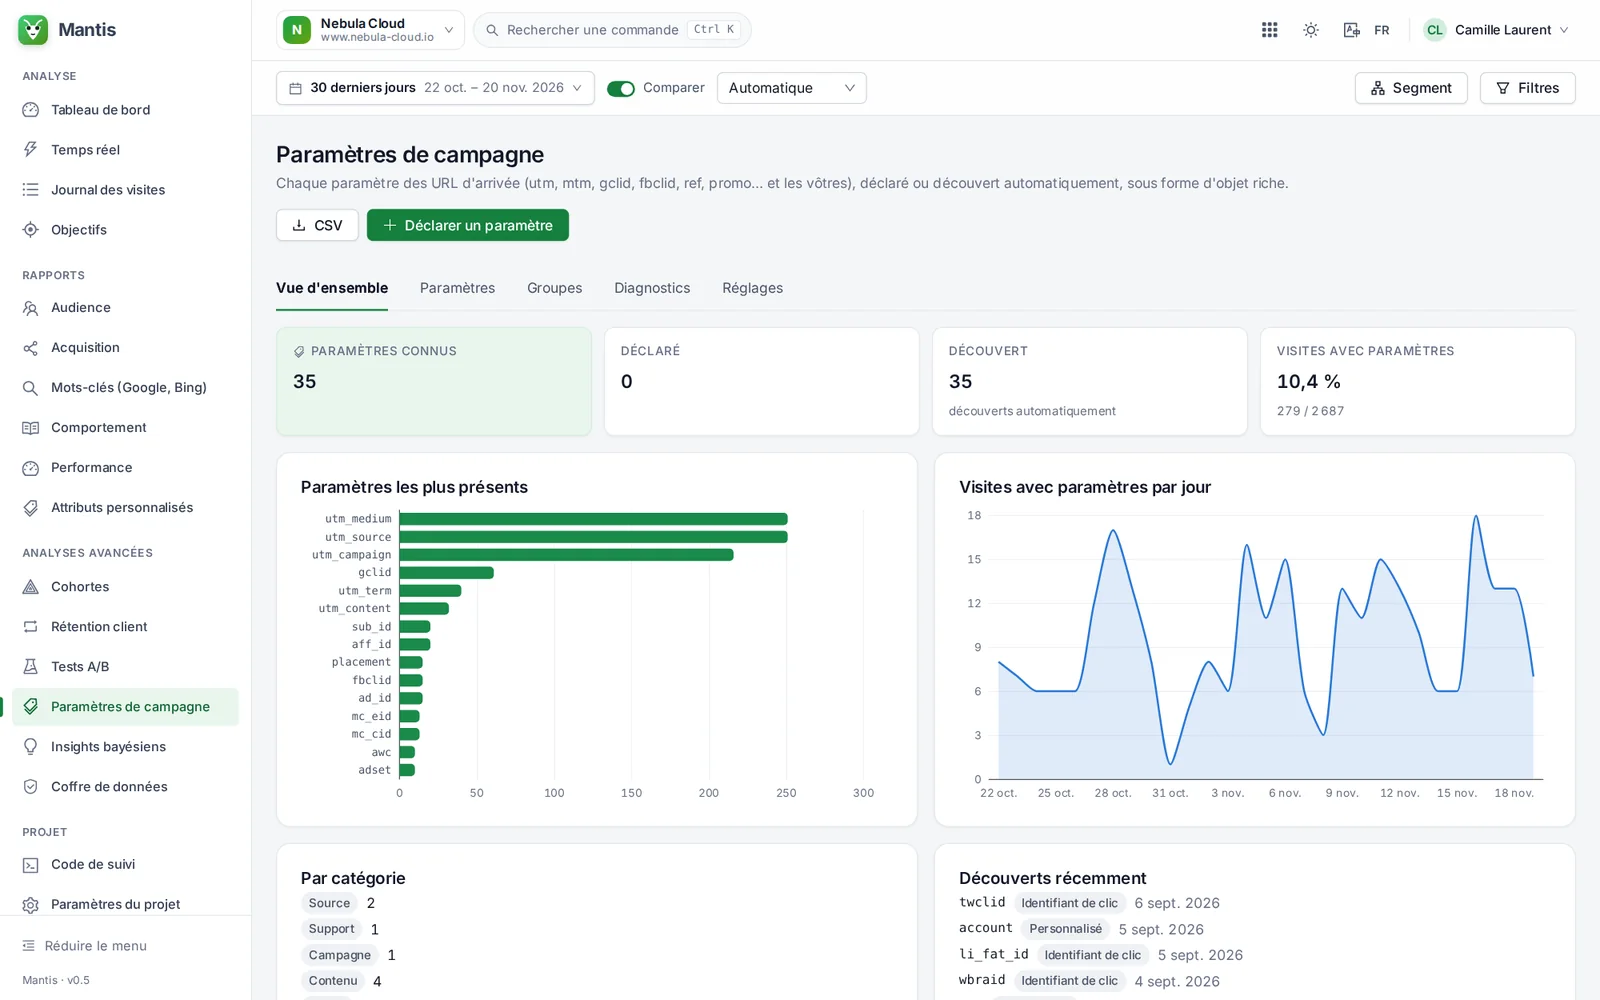 Mantis
ANALYSE
Tableau de bord
Temps réel
Journal des visites
Objectifs
RAPPORTS
Audience
Acquisition
Mots-clés (Google, Bing)
Comportement
Performance
Attributs personnalisés
ANALYSES AVANCÉES
Cohortes
Rétention client
Tests A/B
Paramètres de campagne
Insights bayésiens
Coffre de données
PROJET
Code de suivi
Paramètres du projet
Réduire le menu
Mantis · v0.5
N
Nebula Cloud
www.nebula-cloud.io
Rechercher une commande Ctrl K
FR
CL Camille Laurent
30 derniers jours 22 oct. – 20 nov. 2026
Comparer
Automatique
Segment
Filtres
Paramètres de campagne
Chaque paramètre des URL d'arrivée (utm, mtm, gclid, fbclid, ref, promo... et les vôtres), déclaré ou découvert automatiquement, sous forme d'objet riche.
CSV
Déclarer un paramètre
Vue d'ensemble Paramètres Groupes Diagnostics Réglages
PARAMÈTRES CONNUS
35
DÉCLARÉ
0
DÉCOUVERT
35
découverts automatiquement
VISITES AVEC PARAMÈTRES
10,4 %
279 / 2 687
Paramètres les plus présents
utm_medium
utm_source
utm_campaign
gclid
utm_term
utm_content
sub_id
aff_id
placement
fbclid
ad_id
mc_eid
mc_cid
awc
adset
0 50 100 150 200 250 300
Visites avec paramètres par jour
18
15
12
9
6
3
0
22 oct. 25 oct. 28 oct. 31 oct. 3 nov. 6 nov. 9 nov. 12 nov. 15 nov. 18 nov.
Par catégorie
Source 2
Support 1
Campagne 1
Contenu 4
Découverts récemment
twclid Identifiant de clic 6 sept. 2026
account Personnalisé 5 sept. 2026
li_fat_id Identifiant de clic 5 sept. 2026
wbraid Identifiant de clic 4 sept. 2026